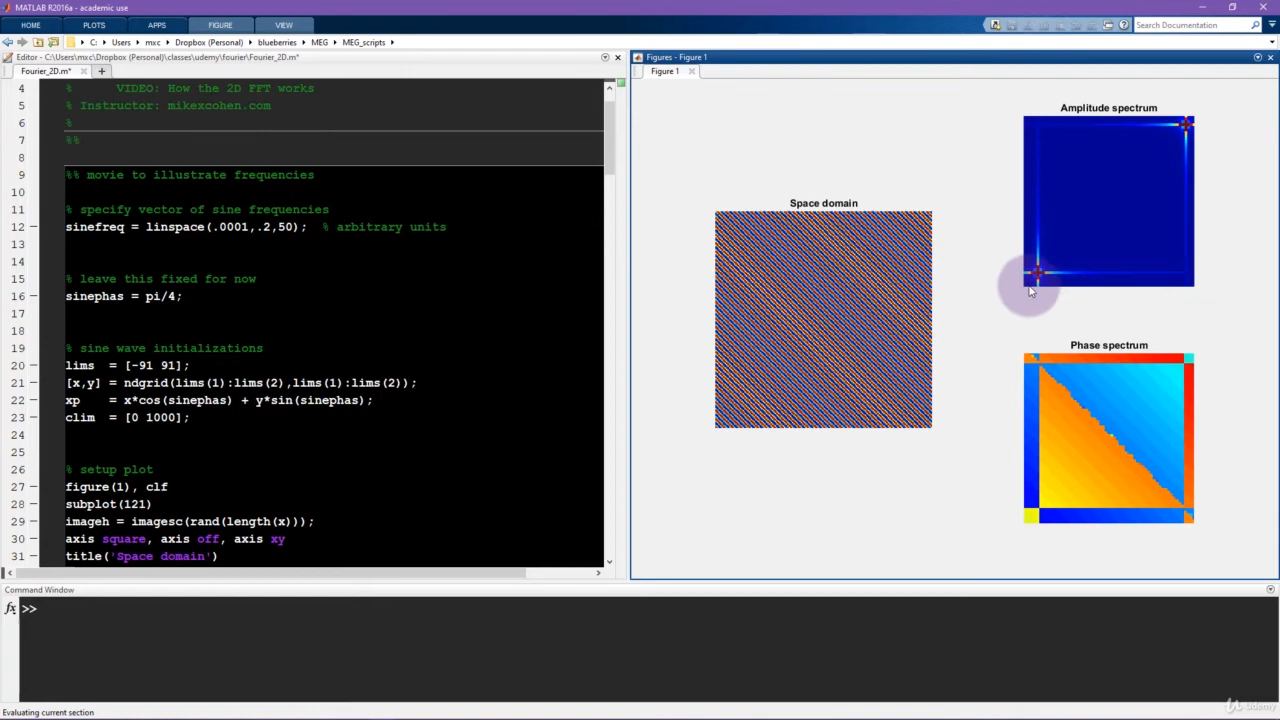 MATLAB R2016a - academic use
HOME PLOTS APPS FIGURE VIEW
Search Documentation
C: Users mxc Dropbox (Personal) blueberries MEG MEG_scripts
Editor - C:\Users\mxc\Dropbox (Personal)\classes\udemy\fourier\Fourier_2D.m*
Fourier_2D.m*
4 % VIDEO: How the 2D FFT works
5 % Instructor: mikexcohen.com
6 %
7 %%
8
9 %% movie to illustrate frequencies
10
11 % specify vector of sine frequencies
12 sinefreq = linspace(.0001,.2,50); % arbitrary units
13
14
15 % leave this fixed for now
16 sinephas = pi/4;
17
18
19 % sine wave initializations
20 lims = [-91 91];
21 [x,y] = ndgrid(lims(1):lims(2),lims(1):lims(2));
22 xp = x*cos(sinephas) + y*sin(sinephas);
23 clim = [0 1000];
24
25
26 % setup plot
27 figure(1), clf
28 subplot(121)
29 imageh = imagesc(rand(length(x)));
30 axis square, axis off, axis xy
31 title('Space domain')
Figures - Figure 1
Figure 1
Amplitude spectrum
Space domain
Phase spectrum
Command Window
fx >>
Evaluating current section
Udemy